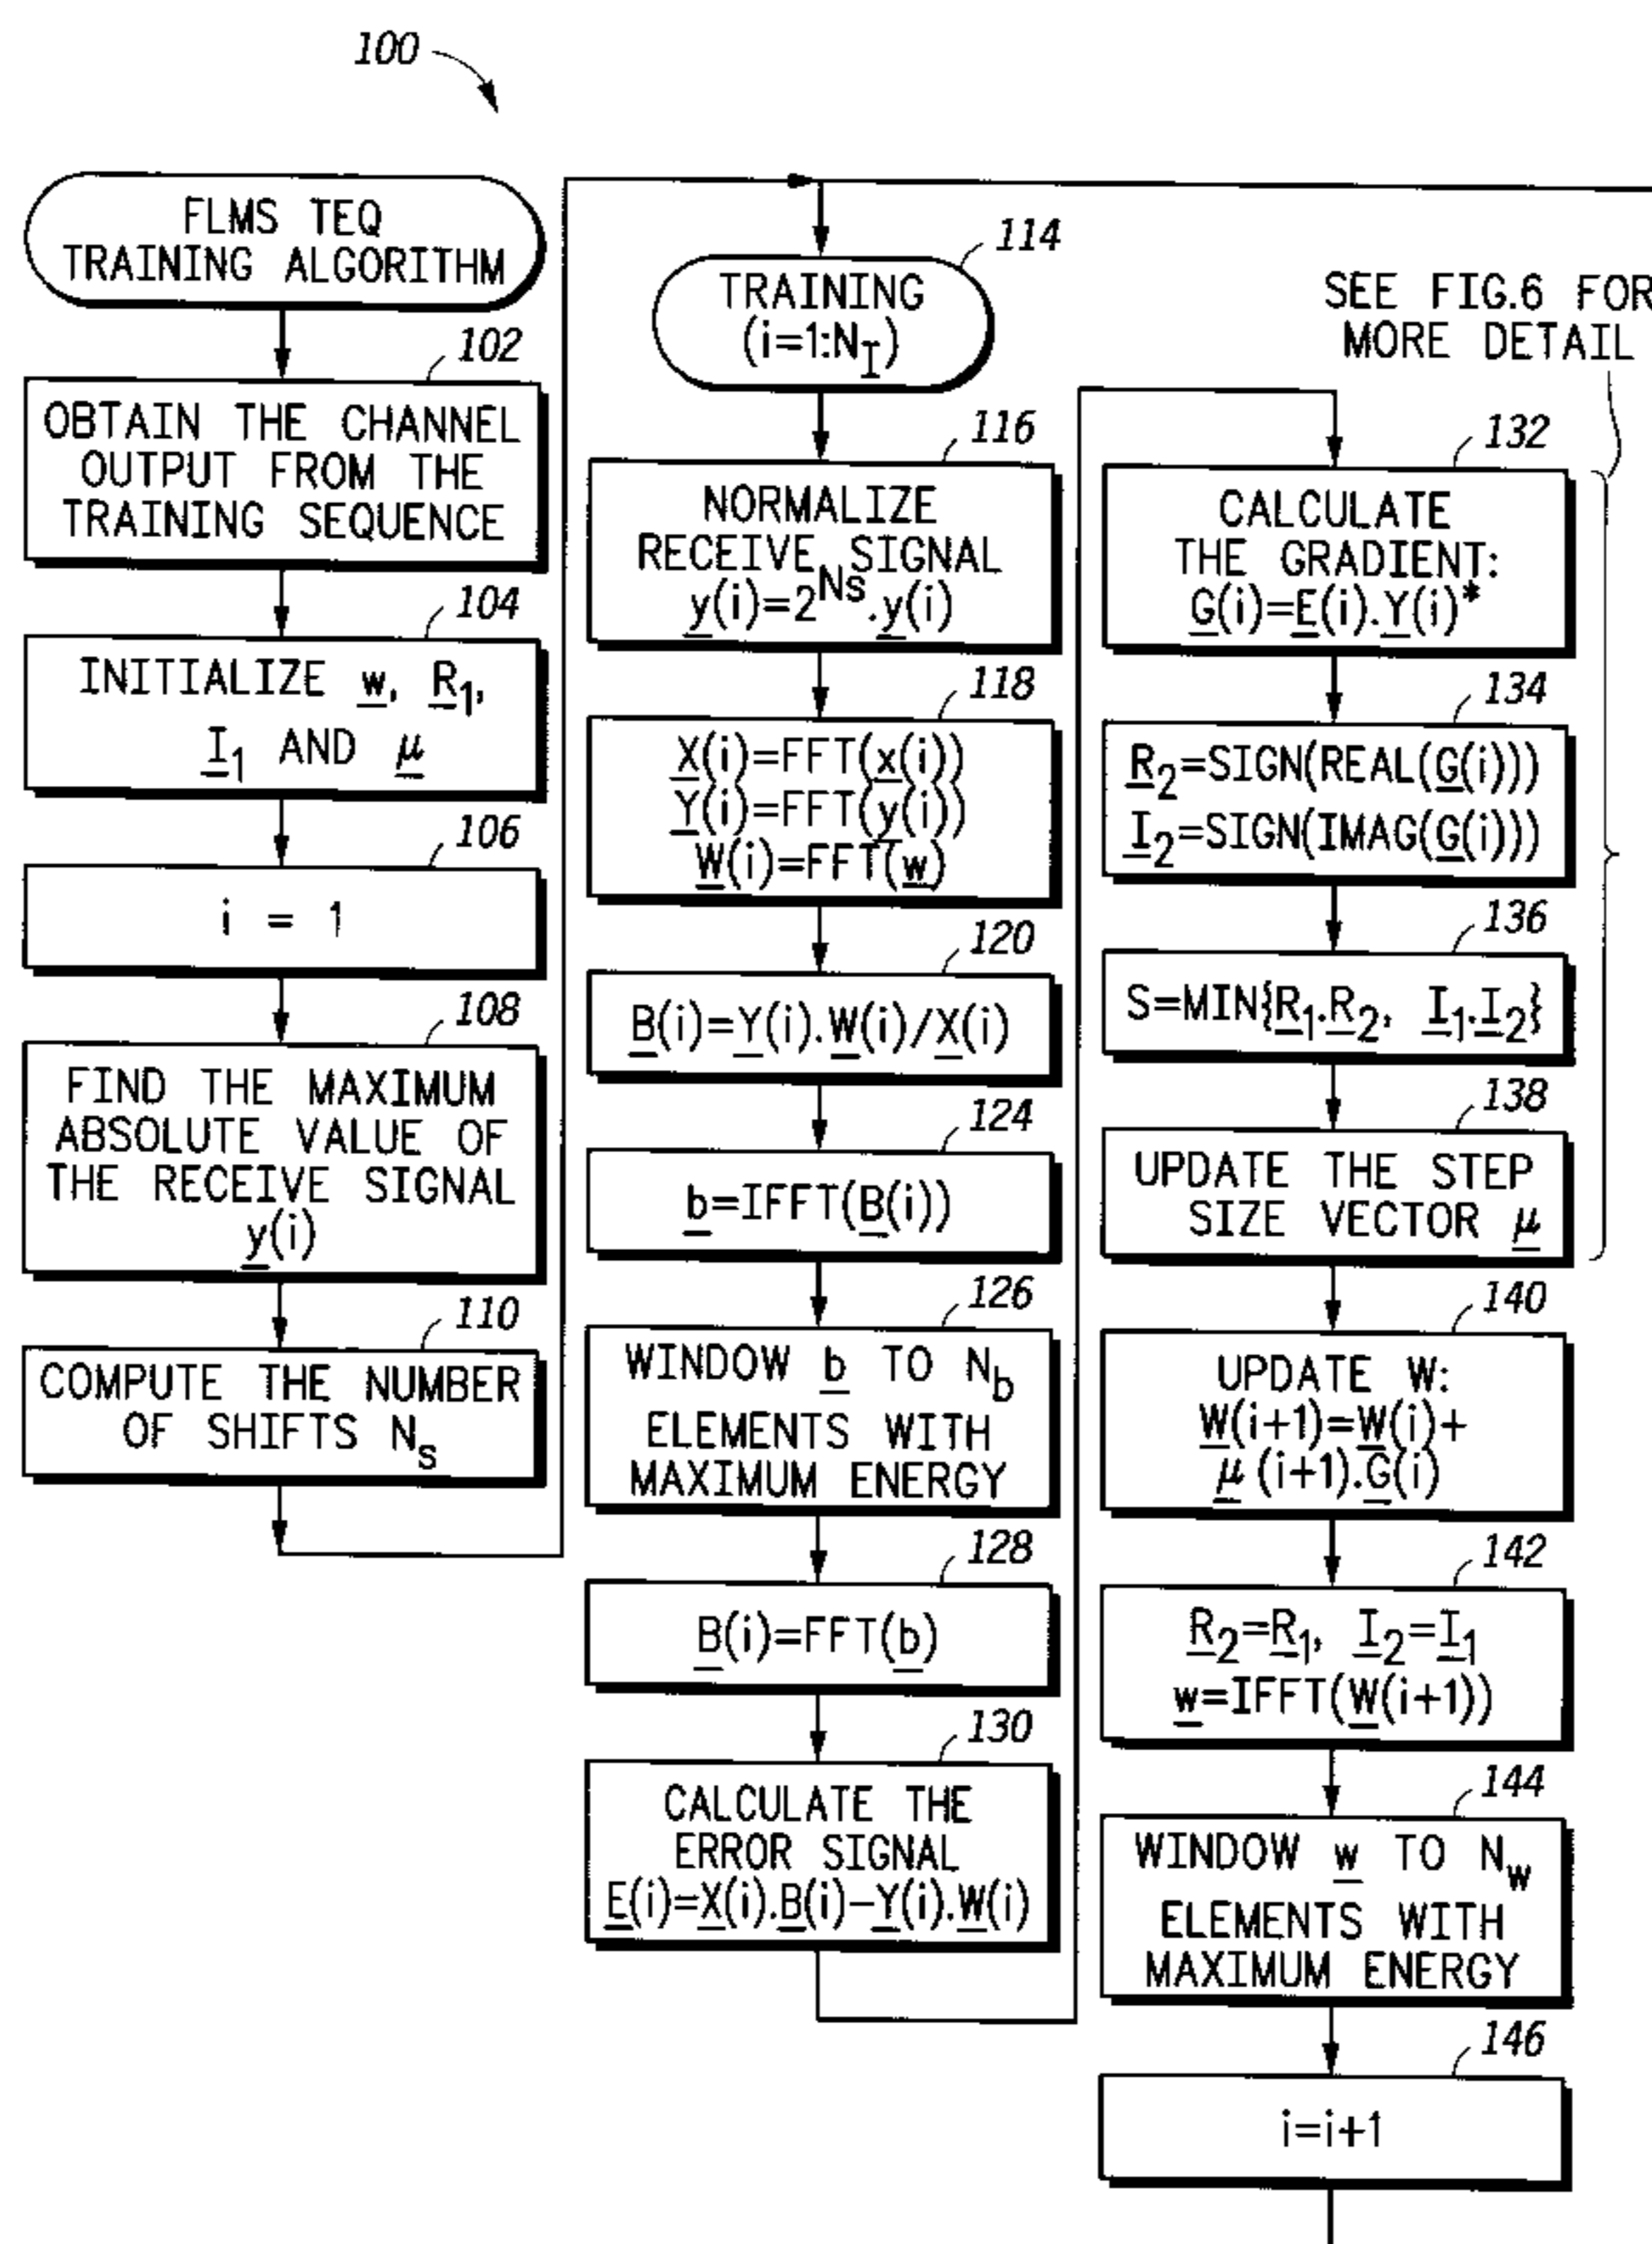 100
FLMS TEQ
TRAINING ALGORITHM
102
OBTAIN THE CHANNEL
OUTPUT FROM THE
TRAINING SEQUENCE
104
INITIALIZE w, R₁,
I₁ AND μ
106
i = 1
108
FIND THE MAXIMUM
ABSOLUTE VALUE OF
THE RECEIVE SIGNAL
y(i)
110
COMPUTE THE NUMBER
OF SHIFTS Nₛ
114
TRAINING
(i=1:N_I)
116
NORMALIZE
RECEIVE SIGNAL
y(i)=2^Ns.y(i)
118
X(i)=FFT(x(i))
Y(i)=FFT(y(i))
W(i)=FFT(w)
120
B(i)=Y(i).W(i)/X(i)
124
b=IFFT(B(i))
126
WINDOW b TO N_b
ELEMENTS WITH
MAXIMUM ENERGY
128
B(i)=FFT(b)
130
CALCULATE THE
ERROR SIGNAL
E(i)=X(i).B(i)−Y(i).W(i)
SEE FIG.6 FOR
MORE DETAIL
132
CALCULATE
THE GRADIENT:
G(i)=E(i).Y(i)*
134
R₂=SIGN(REAL(G(i)))
I₂=SIGN(IMAG(G(i)))
136
S=MIN{R₁.R₂, I₁.I₂}
138
UPDATE THE STEP
SIZE VECTOR μ
140
UPDATE W:
W(i+1)=W(i)+
μ(i+1).G(i)
142
R₂=R₁, I₂=I₁
w=IFFT(W(i+1))
144
WINDOW w TO N_w
ELEMENTS WITH
MAXIMUM ENERGY
146
i=i+1